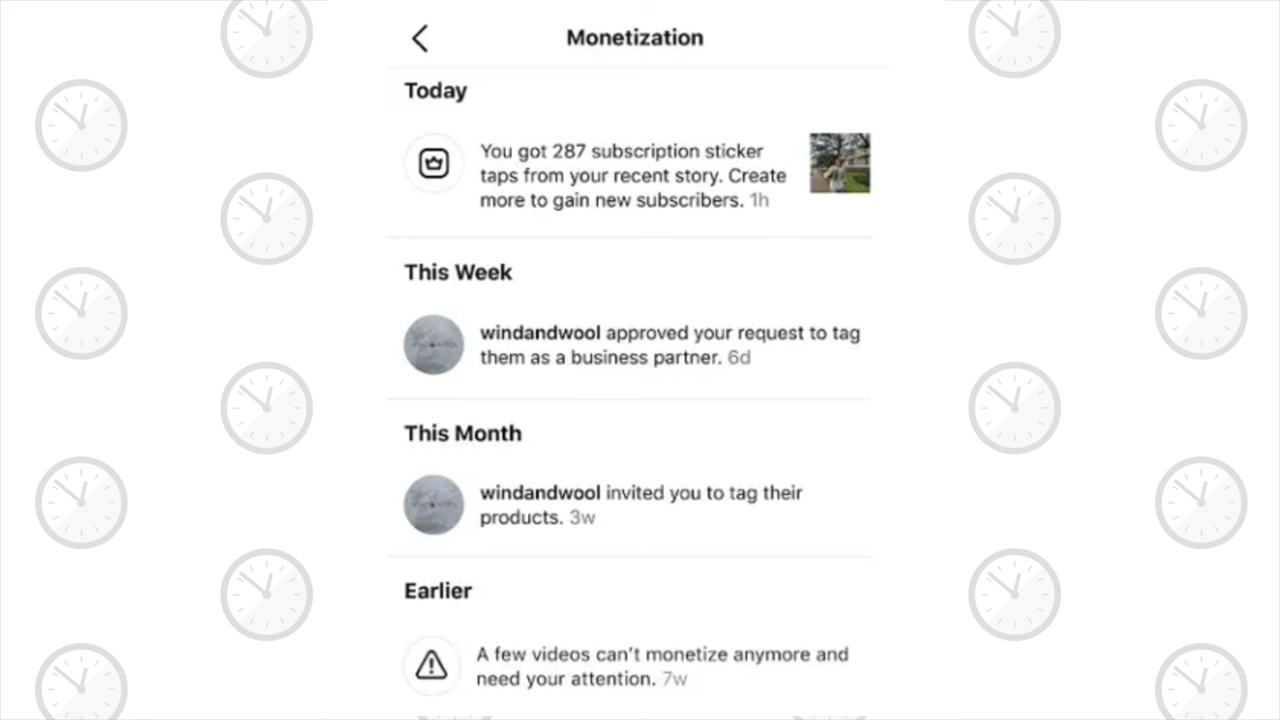 Monetization
Today
You got 287 subscription sticker
taps from your recent story. Create
more to gain new subscribers. 1h
This Week
windandwool approved your request to tag
them as a business partner. 6d
This Month
windandwool invited you to tag their
products. 3w
Earlier
A few videos can't monetize anymore and
need your attention. 7w